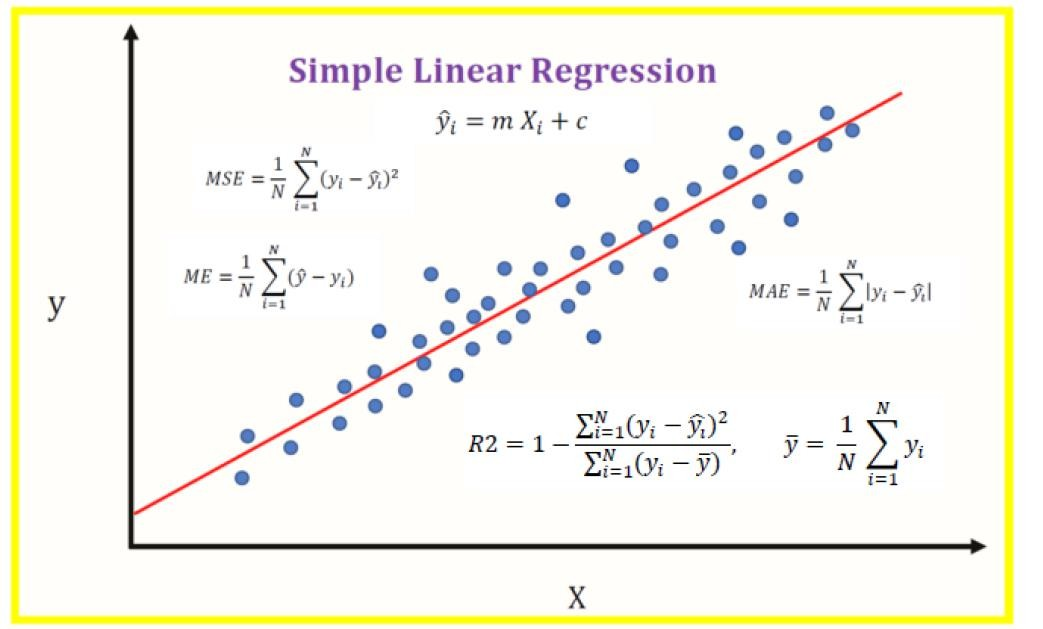 Simple Linear Regression
ŷᵢ = m Xᵢ + c
MSE = 1/N ∑ᵢ₌₁ᴺ (yᵢ − ŷᵢ)²
ME = 1/N ∑ᵢ₌₁ᴺ (ŷ − yᵢ)
MAE = 1/N ∑ᵢ₌₁ᴺ |yᵢ − ŷᵢ|
y
R2 = 1 − ∑ᵢ₌₁ᴺ(yᵢ − ŷᵢ)² / ∑ᵢ₌₁ᴺ(yᵢ − ȳ) , ȳ = 1/N ∑ᵢ₌₁ᴺ yᵢ
X